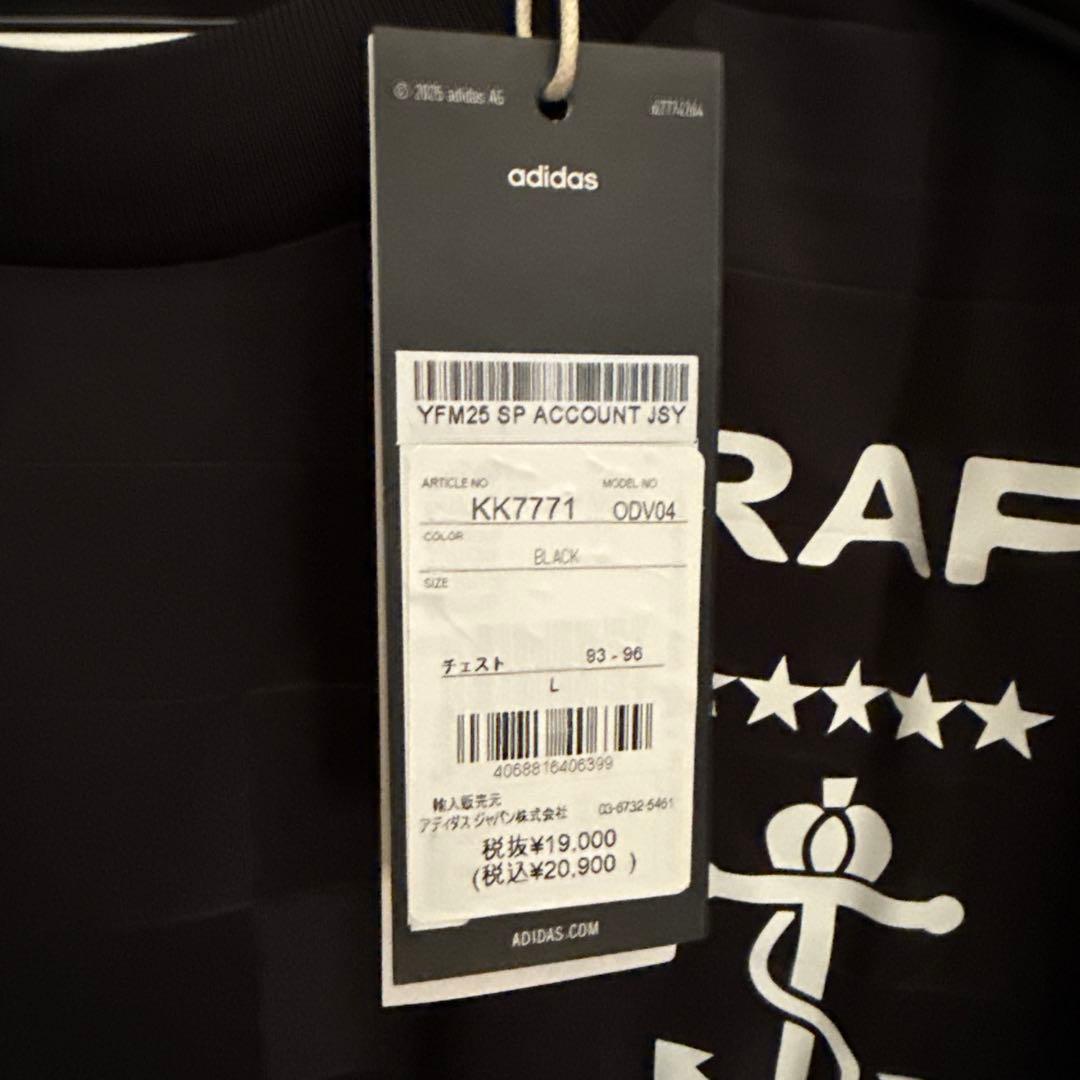 © 2025 adidas AG
adidas
YFM25 SP ACCOUNT JSY
ARTICLE NO MODEL NO
KK7771 ODV04
COLOR
BLACK
SIZE
チェスト 93 - 96
L
4068816406399
輸入販売元
アディダス ジャパン株式会社 03-6732-5461
税抜¥19,000
(税込¥20,900 )
ADIDAS.COM
RAF